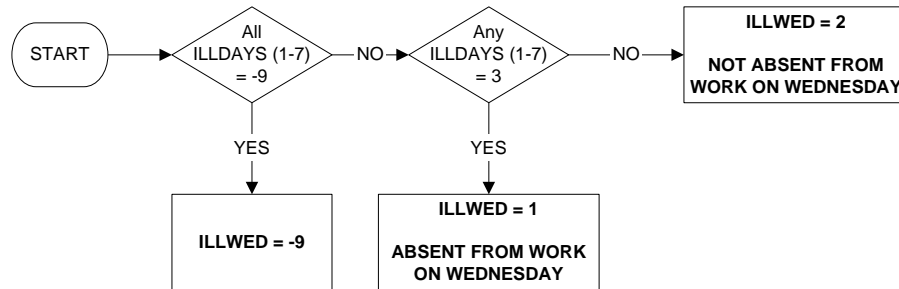 START
All
ILLDAYS (1-7)
= -9
NO
Any
ILLDAYS (1-7)
= 3
NO
ILLWED = 2
NOT ABSENT FROM
WORK ON WEDNESDAY
YES
YES
ILLWED = -9
ILLWED = 1
ABSENT FROM WORK
ON WEDNESDAY